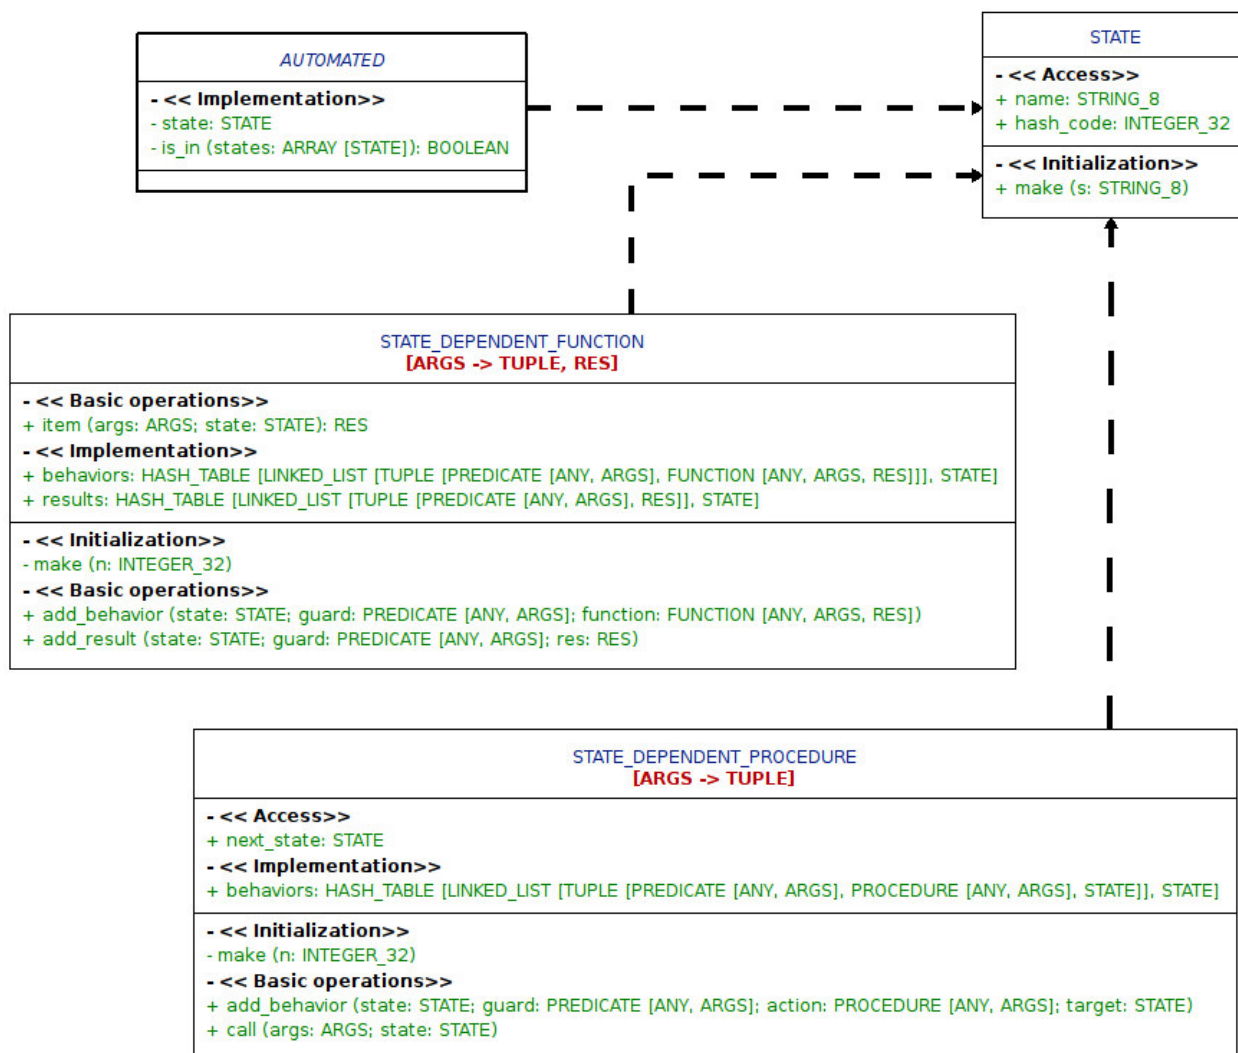 AUTOMATED
- << Implementation>>
- state: STATE
- is_in (states: ARRAY [STATE]): BOOLEAN
STATE
- << Access>>
+ name: STRING_8
+ hash_code: INTEGER_32
- << Initialization>>
+ make (s: STRING_8)
STATE_DEPENDENT_FUNCTION
[ARGS -> TUPLE, RES]
- << Basic operations>>
+ item (args: ARGS; state: STATE): RES
- << Implementation>>
+ behaviors: HASH_TABLE [LINKED_LIST [TUPLE [PREDICATE [ANY, ARGS], FUNCTION [ANY, ARGS, RES]]], STATE]
+ results: HASH_TABLE [LINKED_LIST [TUPLE [PREDICATE [ANY, ARGS], RES]], STATE]
- << Initialization>>
- make (n: INTEGER_32)
- << Basic operations>>
+ add_behavior (state: STATE; guard: PREDICATE [ANY, ARGS]; function: FUNCTION [ANY, ARGS, RES])
+ add_result (state: STATE; guard: PREDICATE [ANY, ARGS]; res: RES)
STATE_DEPENDENT_PROCEDURE
[ARGS -> TUPLE]
- << Access>>
+ next_state: STATE
- << Implementation>>
+ behaviors: HASH_TABLE [LINKED_LIST [TUPLE [PREDICATE [ANY, ARGS], PROCEDURE [ANY, ARGS], STATE]], STATE]
- << Initialization>>
- make (n: INTEGER_32)
- << Basic operations>>
+ add_behavior (state: STATE; guard: PREDICATE [ANY, ARGS]; action: PROCEDURE [ANY, ARGS]; target: STATE)
+ call (args: ARGS; state: STATE)